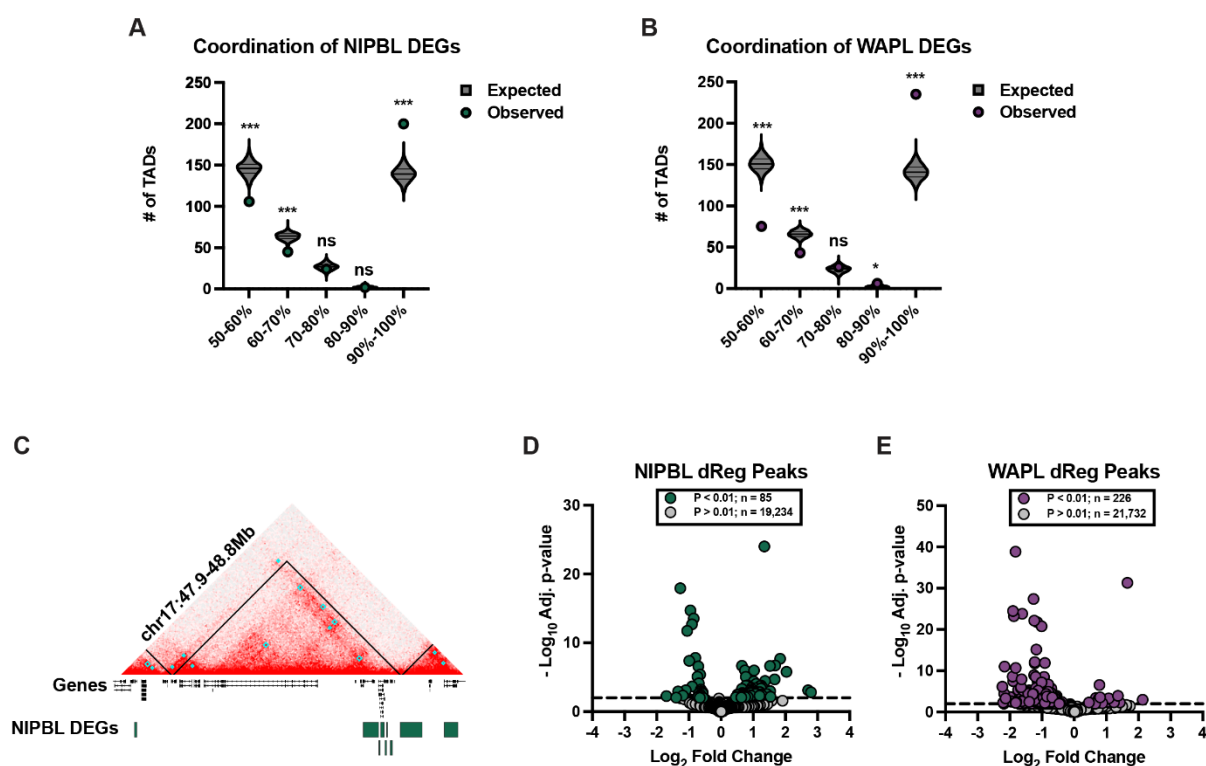 A
Coordination of NIPBL DEGs
250
200
150
100
50
0
# of TADs
***
***
ns
ns
***
Expected
Observed
50-60%
60-70%
70-80%
80-90%
90%-100%
B
Coordination of WAPL DEGs
250
200
150
100
50
0
# of TADs
***
***
ns
*
***
Expected
Observed
50-60%
60-70%
70-80%
80-90%
90%-100%
C
chr17:47.9-48.8Mb
Genes
NIPBL DEGs
D
NIPBL dReg Peaks
P < 0.01; n = 85
P > 0.01; n = 19,234
30
20
10
0
- Log10 Adj. p-value
-4 -3 -2 -1 0 1 2 3 4
Log2 Fold Change
E
WAPL dReg Peaks
P < 0.01; n = 226
P > 0.01; n = 21,732
50
40
30
20
10
0
- Log10 Adj. p-value
-4 -3 -2 -1 0 1 2 3 4
Log2 Fold Change